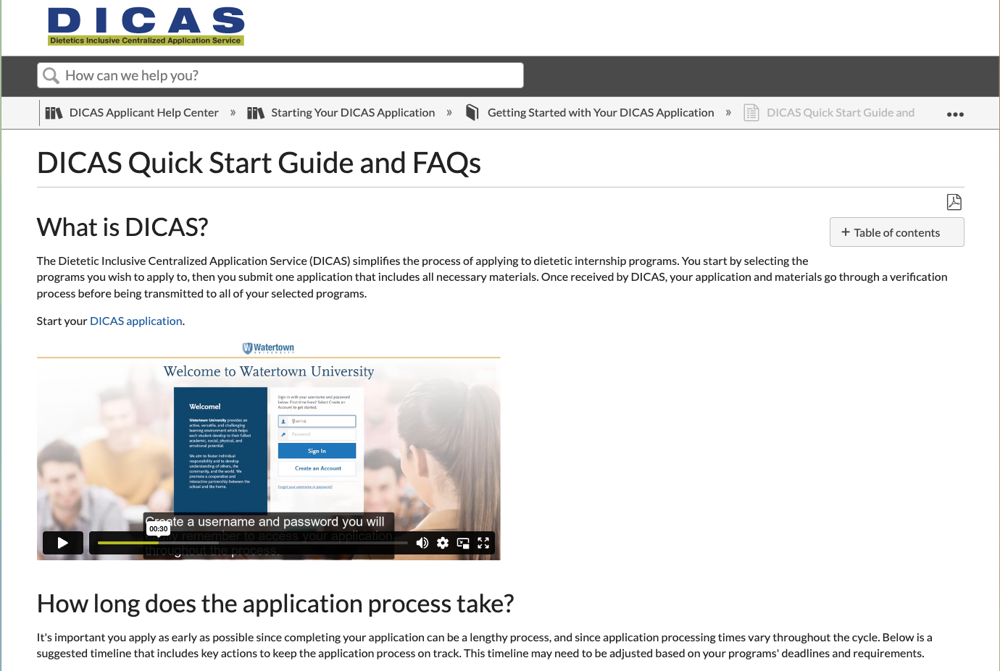 DICAS
Dietetics Inclusive Centralized Application Service
How can we help you?
DICAS Applicant Help Center » Starting Your DICAS Application » Getting Started with Your DICAS Application » DICAS Quick Start Guide and
DICAS Quick Start Guide and FAQs
What is DICAS?
+ Table of contents
The Dietetic Inclusive Centralized Application Service (DICAS) simplifies the process of applying to dietetic internship programs. You start by selecting the
programs you wish to apply to, then you submit one application that includes all necessary materials. Once received by DICAS, your application and materials go through a verification
process before being transmitted to all of your selected programs.
Start your DICAS application.
Watertown
UNIVERSITY
Welcome to Watertown University
Welcome!
Watertown University provides an
active, versatile, and challenging
learning environment which helps
each student develop to their fullest
academic, social, physical, and
emotional potential.
We aim to foster individual
responsibility and to develop
understanding of others, the
community, and the world. We
promote a cooperative and
interactive partnership between the
school and the home.
Sign in with your username and password
below. First time here? Select Create an
Account to get started.
Password
Sign In
Create an Account
Forgot your username or password?
Create a username and password you will
easily remember to access your application
throughout the process.
00:30
How long does the application process take?
It's important you apply as early as possible since completing your application can be a lengthy process, and since application processing times vary throughout the cycle. Below is a
suggested timeline that includes key actions to keep the application process on track. This timeline may need to be adjusted based on your programs' deadlines and requirements.